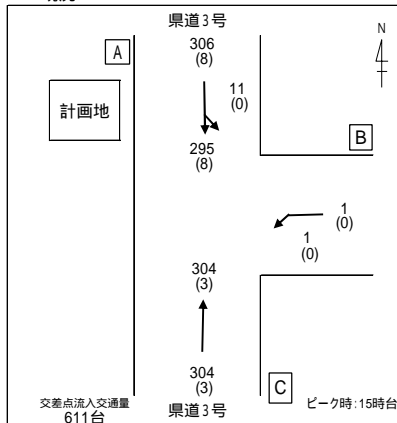 県道3号
A
306
(8)
N
11
(0)
計画地
295
(8)
B
1
(0)
1
(0)
304
(3)
304
(3)
C
交差点流入交通量
611台
県道3号
ピーク時:15時台